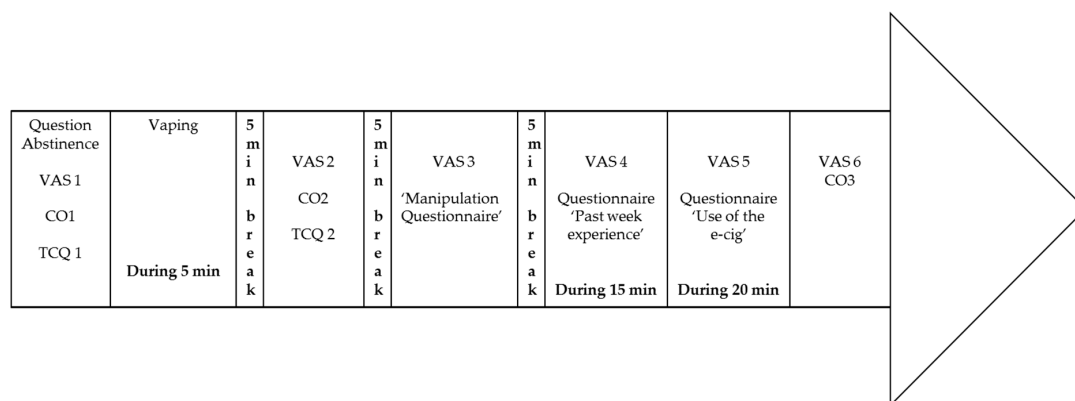 Question
Abstinence
VAS 1
CO1
TCQ 1
Vaping
During 5 min
5
m
i
n
b
r
e
a
k
VAS 2
CO2
TCQ 2
5
m
i
n
b
r
e
a
k
VAS 3
‘Manipulation
Questionnaire’
5
m
i
n
b
r
e
a
k
VAS 4
Questionnaire
‘Past week
experience’
During 15 min
VAS 5
Questionnaire
‘Use of the
e-cig’
During 20 min
VAS 6
CO3